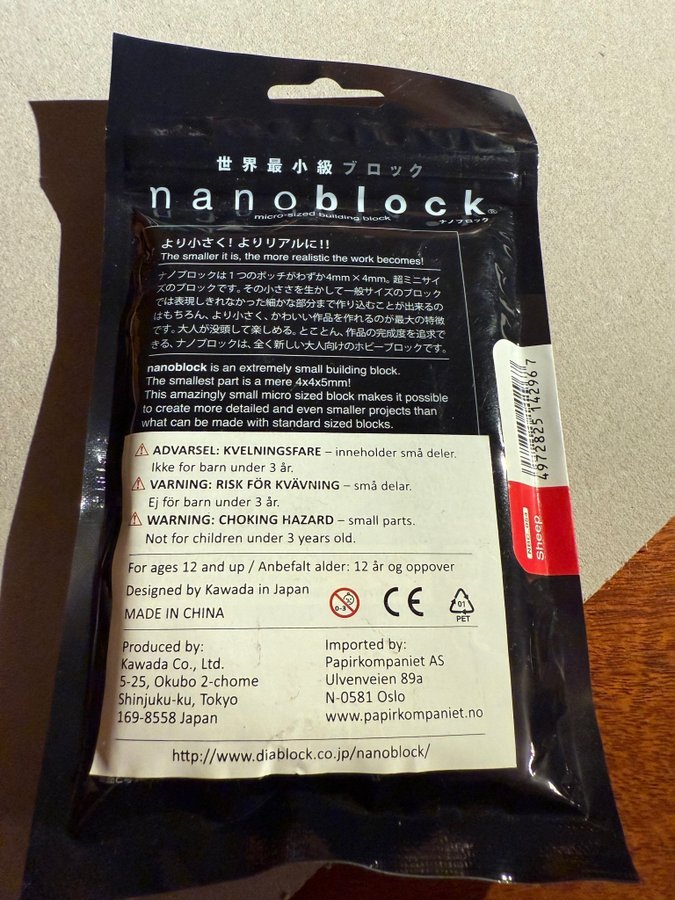 世界最小級ブロック
nanoblock®
micro-sized building block
ナノブロック
より小さく!よりリアルに!!
The smaller it is, the more realistic the work becomes!
ナノブロックは1つのポッチがわずか4mm×4mm。超ミニサイ
ズのブロックです。その小ささを生かして一般サイズのブロック
では表現しきれなかった細かな部分まで作り込むことが出来るの
はもちろん、より小さく、かわいい作品を作れるのが最大の特徴
です。大人が没頭して楽しめる。とことん、作品の完成度を追求で
きる、ナノブロックは、全く新しい大人向けのホビーブロックです。
nanoblock is an extremely small building block.
The smallest part is a mere 4x4x5mm!
This amazingly small micro sized block makes it possible
to create more detailed and even smaller projects than
what can be made with standard sized blocks.
ADVARSEL: KVELNINGSFARE – inneholder små deler.
Ikke for barn under 3 år.
VARNING: RISK FÖR KVÄVNING – små delar.
Ej för barn under 3 år.
WARNING: CHOKING HAZARD – small parts.
Not for children under 3 years old.
For ages 12 and up / Anbefalt alder: 12 år og oppover
Designed by Kawada in Japan
MADE IN CHINA
0-3
CE
01
PET
Produced by:
Kawada Co., Ltd.
5-25, Okubo 2-chome
Shinjuku-ku, Tokyo
169-8558 Japan
Imported by:
Papirkompaniet AS
Ulvenveien 89a
N-0581 Oslo
www.papirkompaniet.no
http://www.diablock.co.jp/nanoblock/
4972825 142967
Sheep